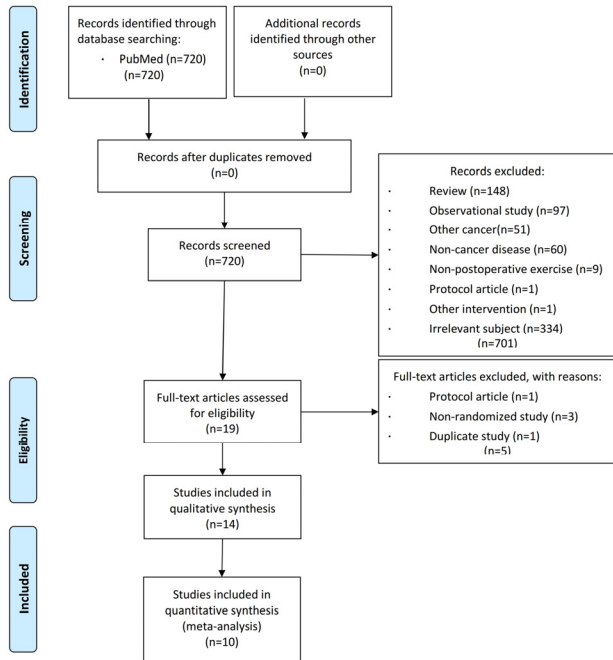 Identification
Records identified through
database searching:
· PubMed (n=720)
(n=720)
Additional records
identified through other
sources
(n=0)
Records after duplicates removed
(n=0)
Screening
Records screened
(n=720)
Records excluded:
· Review (n=148)
· Observational study (n=97)
· Other cancer(n=51)
· Non-cancer disease (n=60)
· Non-postoperative exercise (n=9)
· Protocol article (n=1)
· Other intervention (n=1)
· Irrelevant subject (n=334)
(n=701)
Eligibility
Full-text articles assessed
for eligibility
(n=19)
Full-text articles excluded, with reasons:
· Protocol article (n=1)
· Non-randomized study (n=3)
· Duplicate study (n=1)
(n=5)
Studies included in
qualitative synthesis
(n=14)
Included
Studies included in
quantitative synthesis
(meta-analysis)
(n=10)